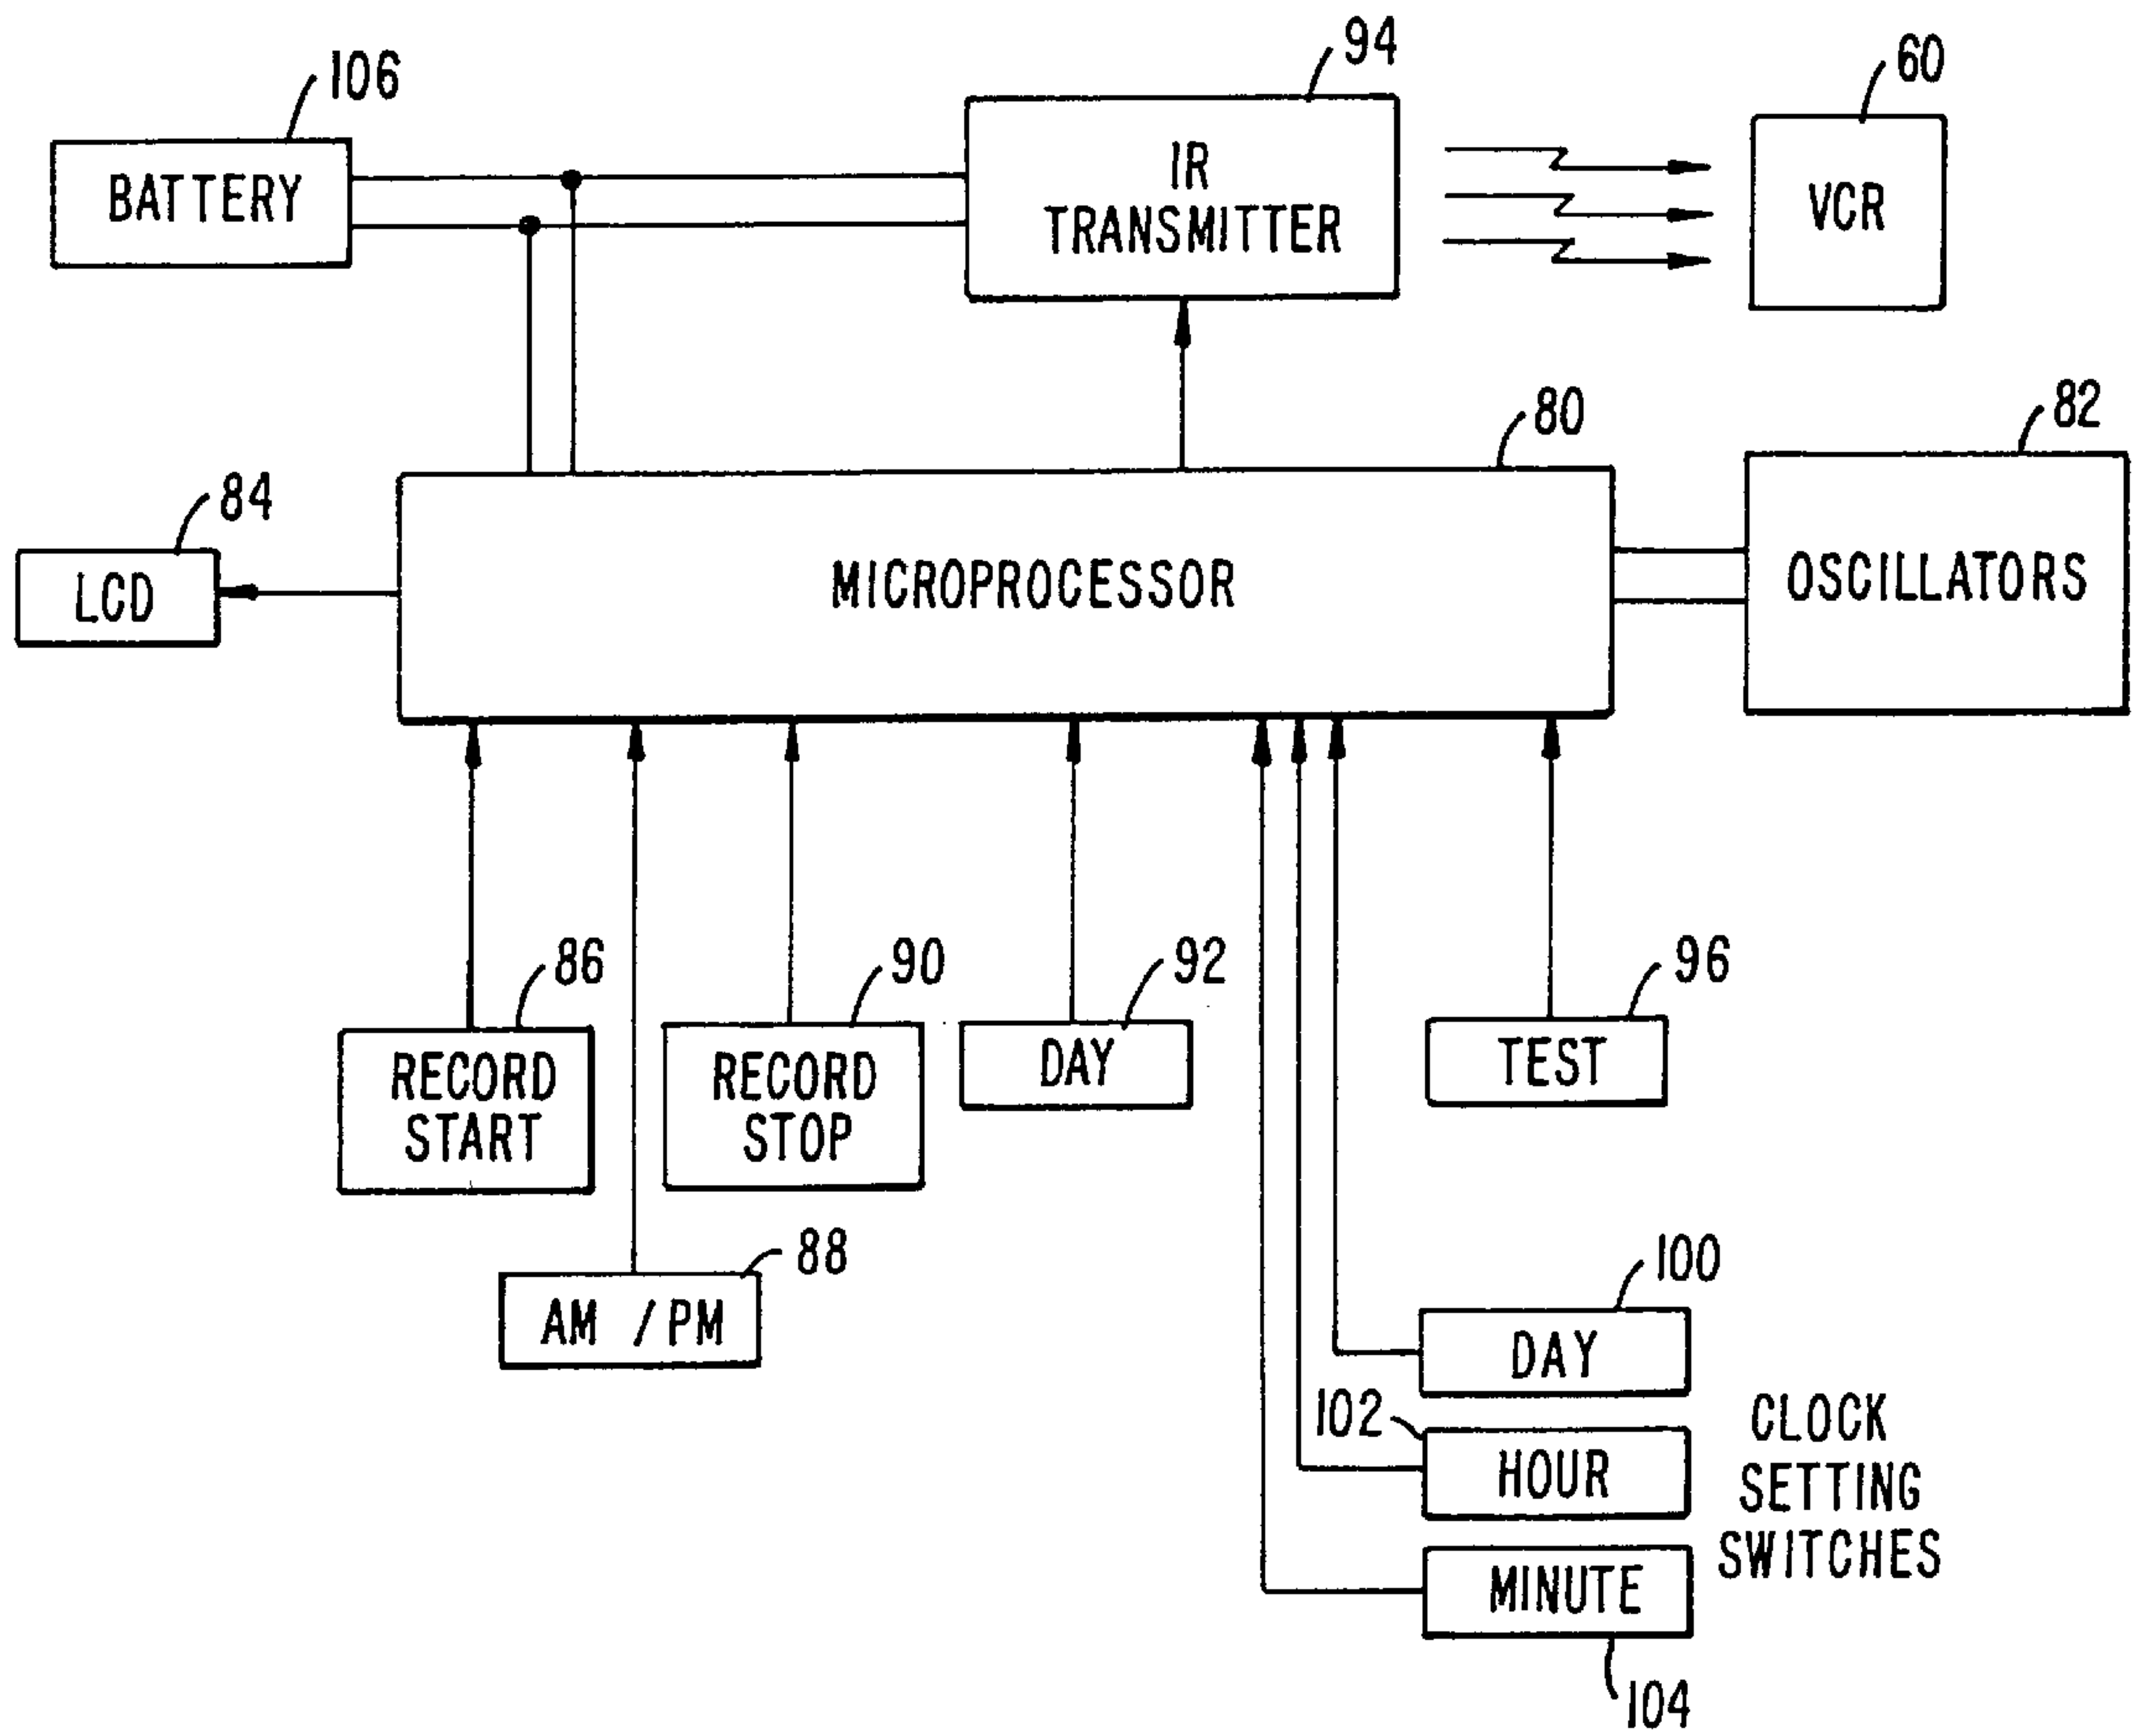 106
94
60
BATTERY
IR
TRANSMITTER
VCR
80
82
84
LCD
MICROPROCESSOR
OSCILLATORS
86
90
92
96
RECORD
START
RECORD
STOP
DAY
TEST
88
AM / PM
100
DAY
102
HOUR
MINUTE
104
CLOCK
SETTING
SWITCHES